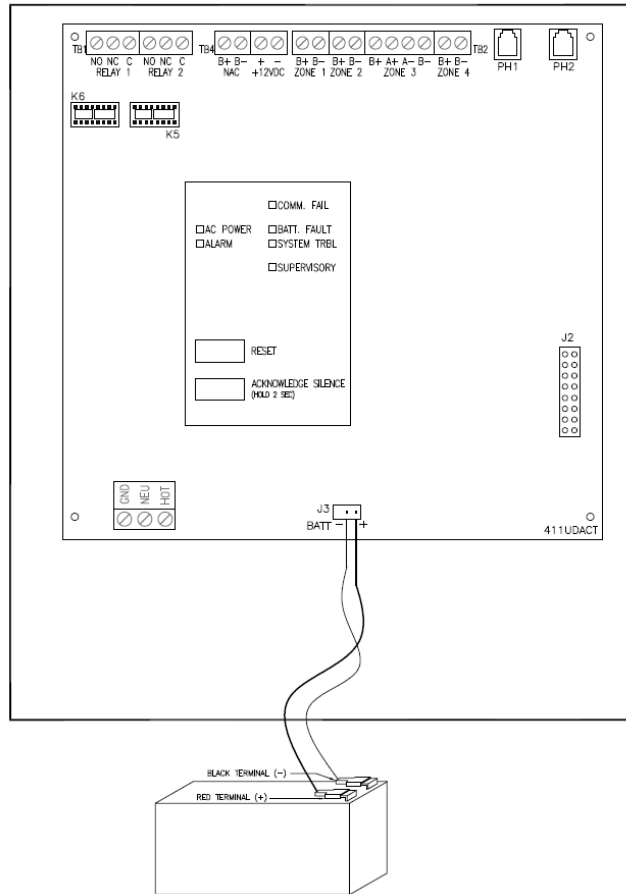 TB1 TB4 TB2
NO NC C NO NC C B+ B- + - B+ B- B+ B- B+ A+ A- B- B+ B-
RELAY 1 RELAY 2 NAC +12VDC ZONE 1 ZONE 2 ZONE 3 ZONE 4
PH1 PH2
K6
K5
COMM. FAIL
AC POWER BATT. FAULT
ALARM SYSTEM TRBL
SUPERVISORY
RESET
ACKNOWLEDGE SILENCE
(HOLD 2 SEC)
J2
GND NEU HOT
J3
BATT - +
411UDACT
BLACK TERMINAL (-)
RED TERMINAL (+)